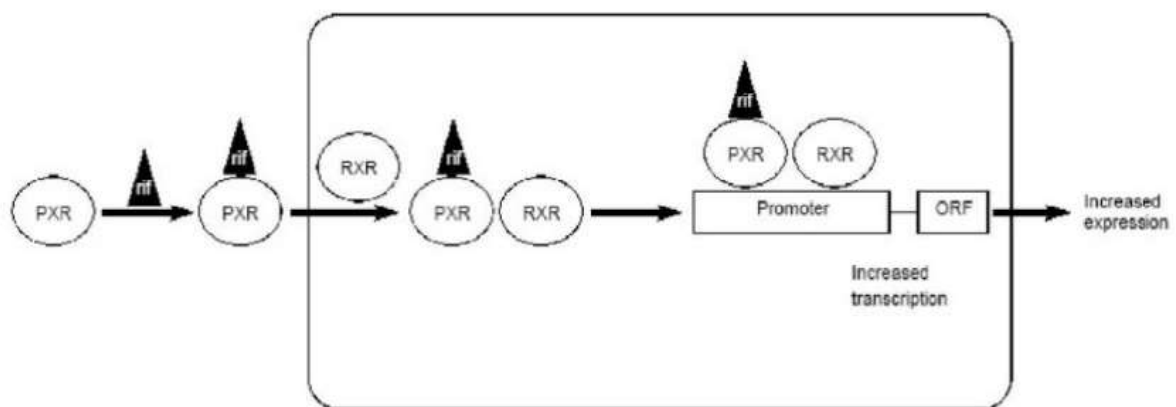 PXR
rif
rif
PXR
RXR
rif
PXR
RXR
rif
PXR
RXR
Promoter
ORF
Increased
transcription
Increased
expression